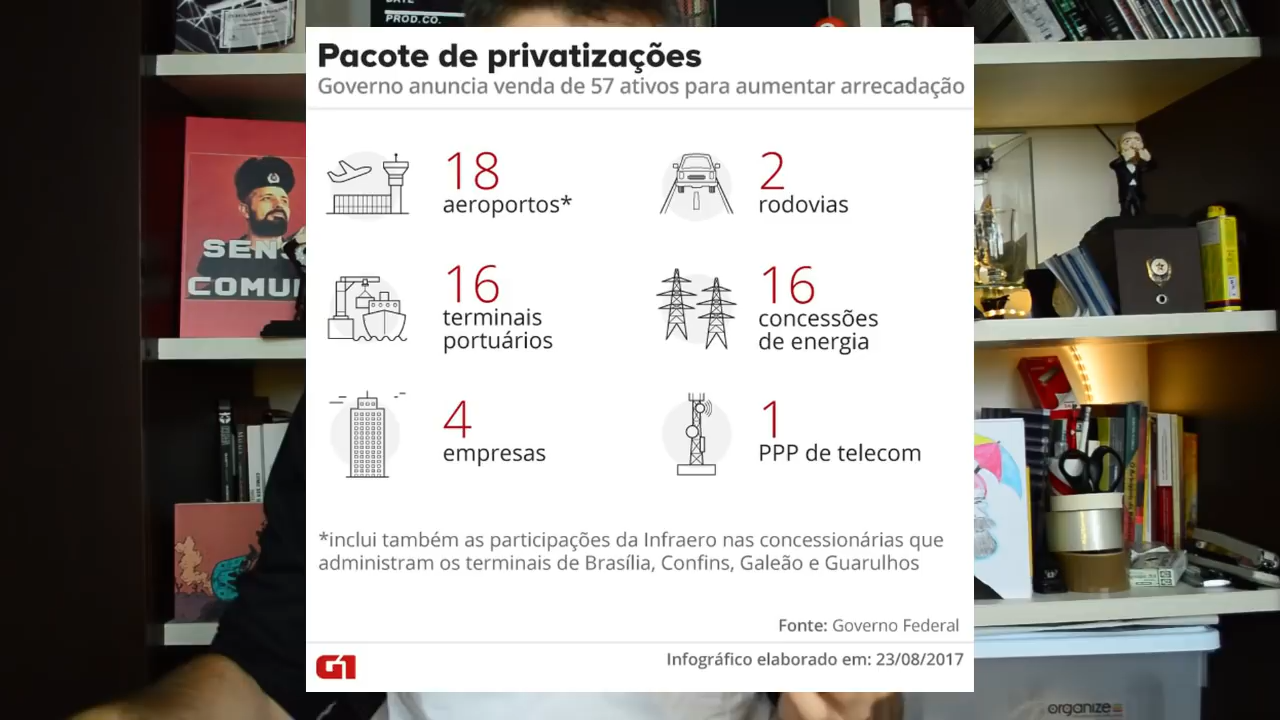 PROD.CO.
Pacote de privatizações
Governo anuncia venda de 57 ativos para aumentar arrecadação
18
aeroportos*
2
rodovias
16
terminais
portuários
16
concessões
de energia
4
empresas
1
PPP de telecom
*inclui também as participações da Infraero nas concessionárias que
administram os terminais de Brasília, Confins, Galeão e Guarulhos
Fonte: Governo Federal
G1
Infográfico elaborado em: 23/08/2017
SEN
COMU
organize